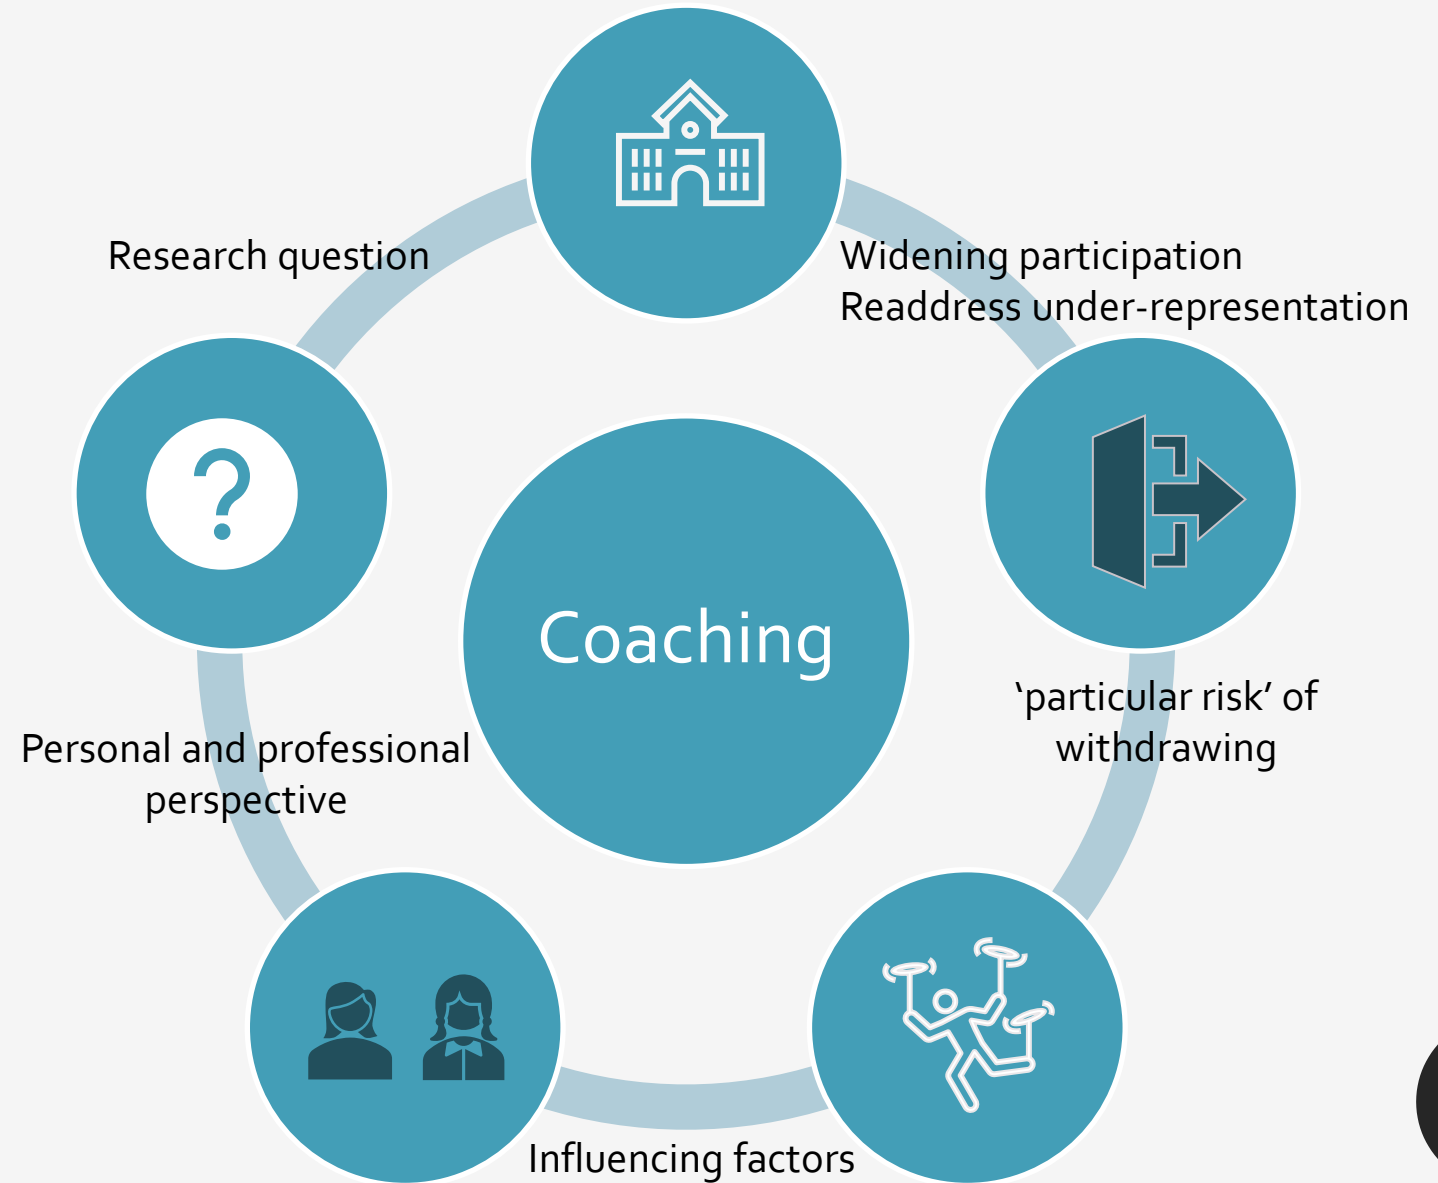 Research question
Widening participation
Readdress under-representation
?
Coaching
‘particular risk’ of
withdrawing
Personal and professional
perspective
Influencing factors